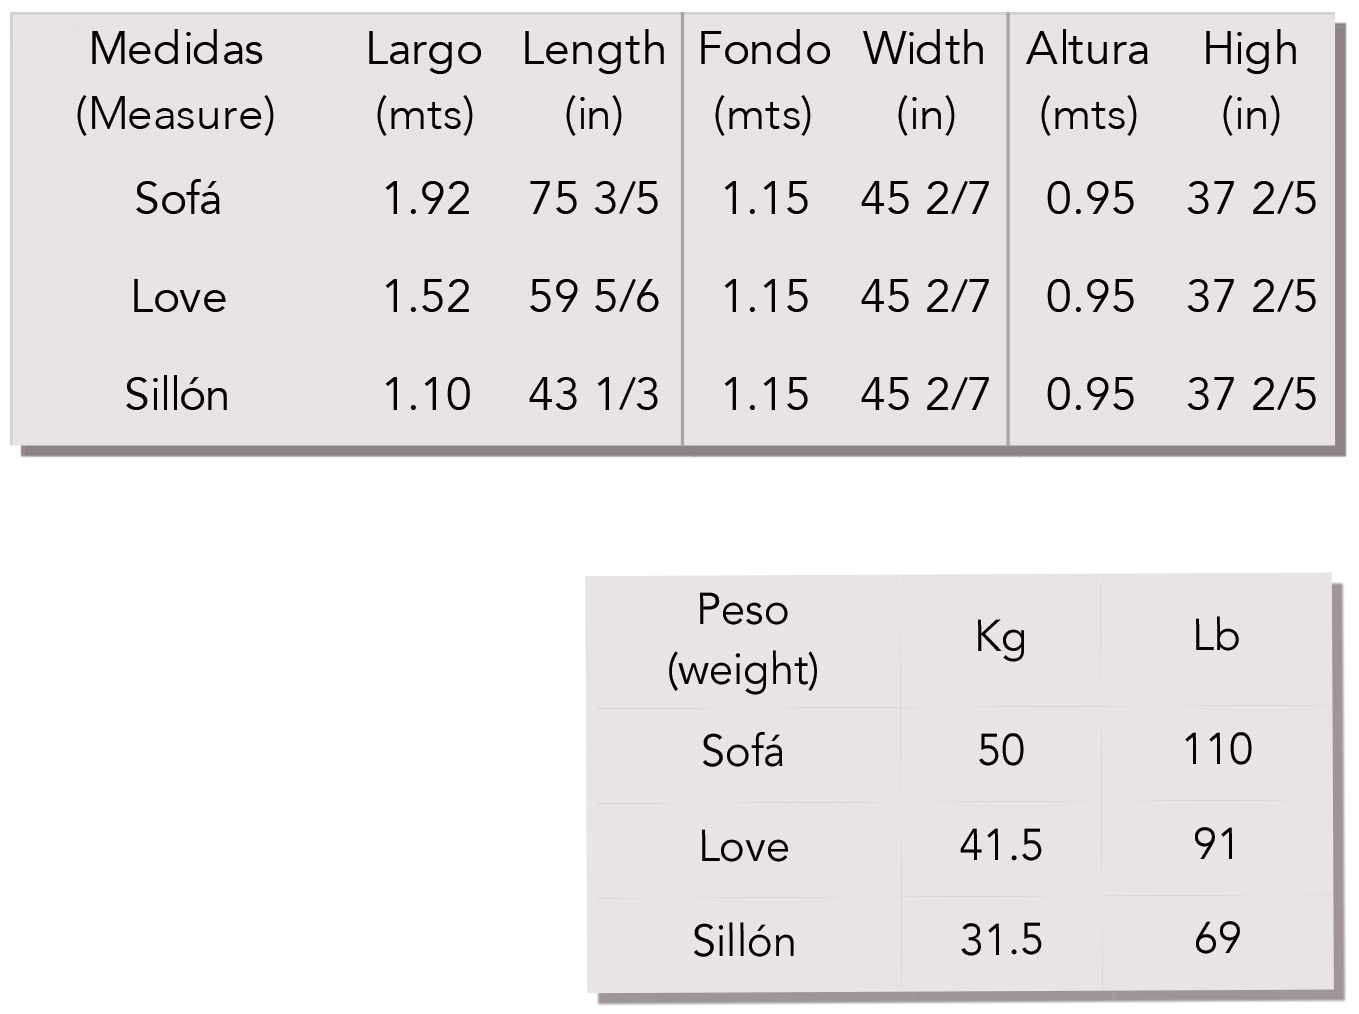 Medidas Largo Length Fondo Width Altura High
(Measure) (mts) (in) (mts) (in) (mts) (in)
Sofá 1.92 75 3/5 1.15 45 2/7 0.95 37 2/5
Love 1.52 59 5/6 1.15 45 2/7 0.95 37 2/5
Sillón 1.10 43 1/3 1.15 45 2/7 0.95 37 2/5
Peso
(weight) Kg Lb
Sofá 50 110
Love 41.5 91
Sillón 31.5 69